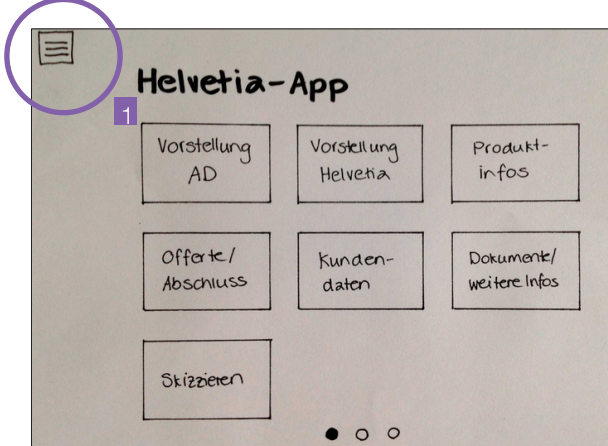 Helvetia-App
1
Vorstellung
AD
Vorstellung
Helvetia
Produkt-
infos
Offerte/
Abschluss
Kunden-
daten
Dokumente/
weitere Infos
Skizzieren